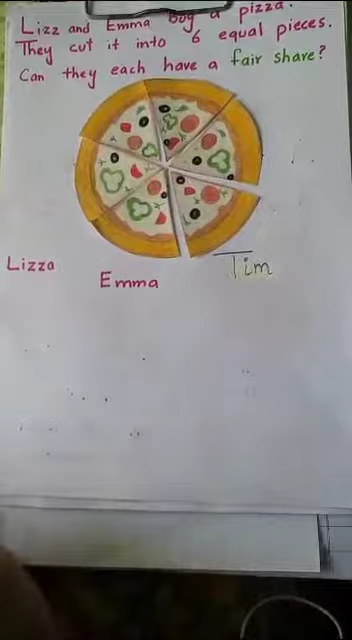 Lizz and Emma boy a pizza.
They cut it into 6 equal pieces.
Can they each have a fair share?
Lizza
Emma
Tim